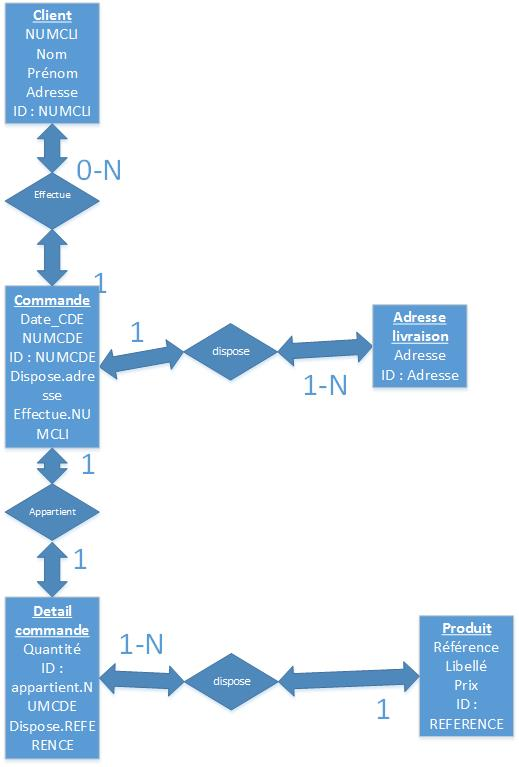 Client
NUMCLI
Nom
Prénom
Adresse
ID : NUMCLI
0-N
Effectue
1
Commande
Date_CDE
NUMCDE
ID : NUMCDE
Dispose.adre
sse
Effectue.NU
MCLI
1
dispose
1-N
Adresse
livraison
Adresse
ID : Adresse
1
Appartient
1
Detail
commande
Quantité
ID :
appartient.N
UMCDE
Dispose.REFE
RENCE
1-N
dispose
1
Produit
Référence
Libellé
Prix
ID :
REFERENCE